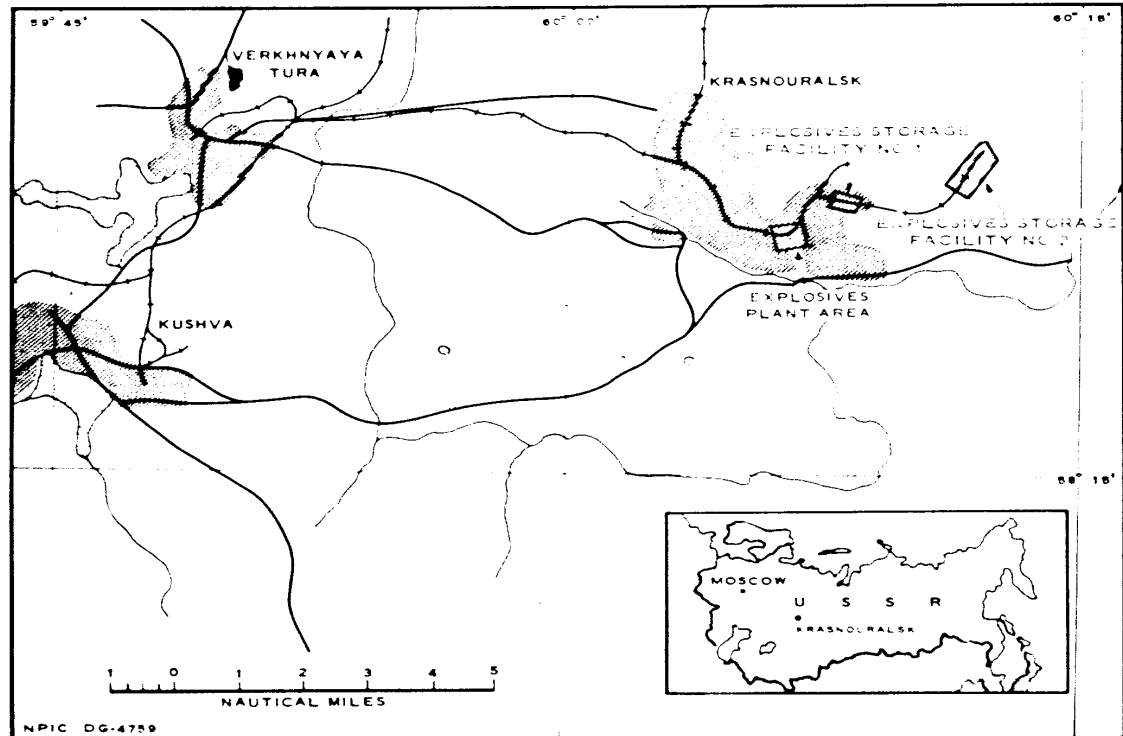 59° 45'
60° 00'
60° 15'
VERKHNYAYA
TURA
KRASNOURALSK
EXPLOSIVES STORAGE
FACILITY NO 1
EXPLOSIVES STORAGE
FACILITY NO 2
EXPLOSIVES
PLANT AREA
KUSHVA
58° 15'
MOSCOW
U S S R
KRASNOURALSK
1 0 1 2 3 4 5
NAUTICAL MILES
NPIC DG-4759